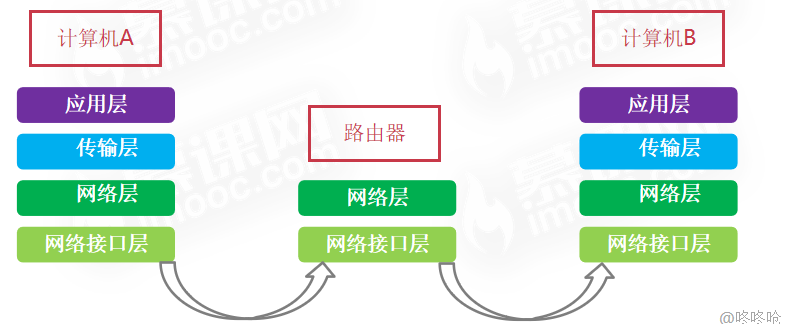 计算机A
计算机B
应用层
传输层
网络层
网络接口层
路由器
网络层
网络接口层
应用层
传输层
网络层
网络接口层
慕课网
imooc.com
@咚咚呛